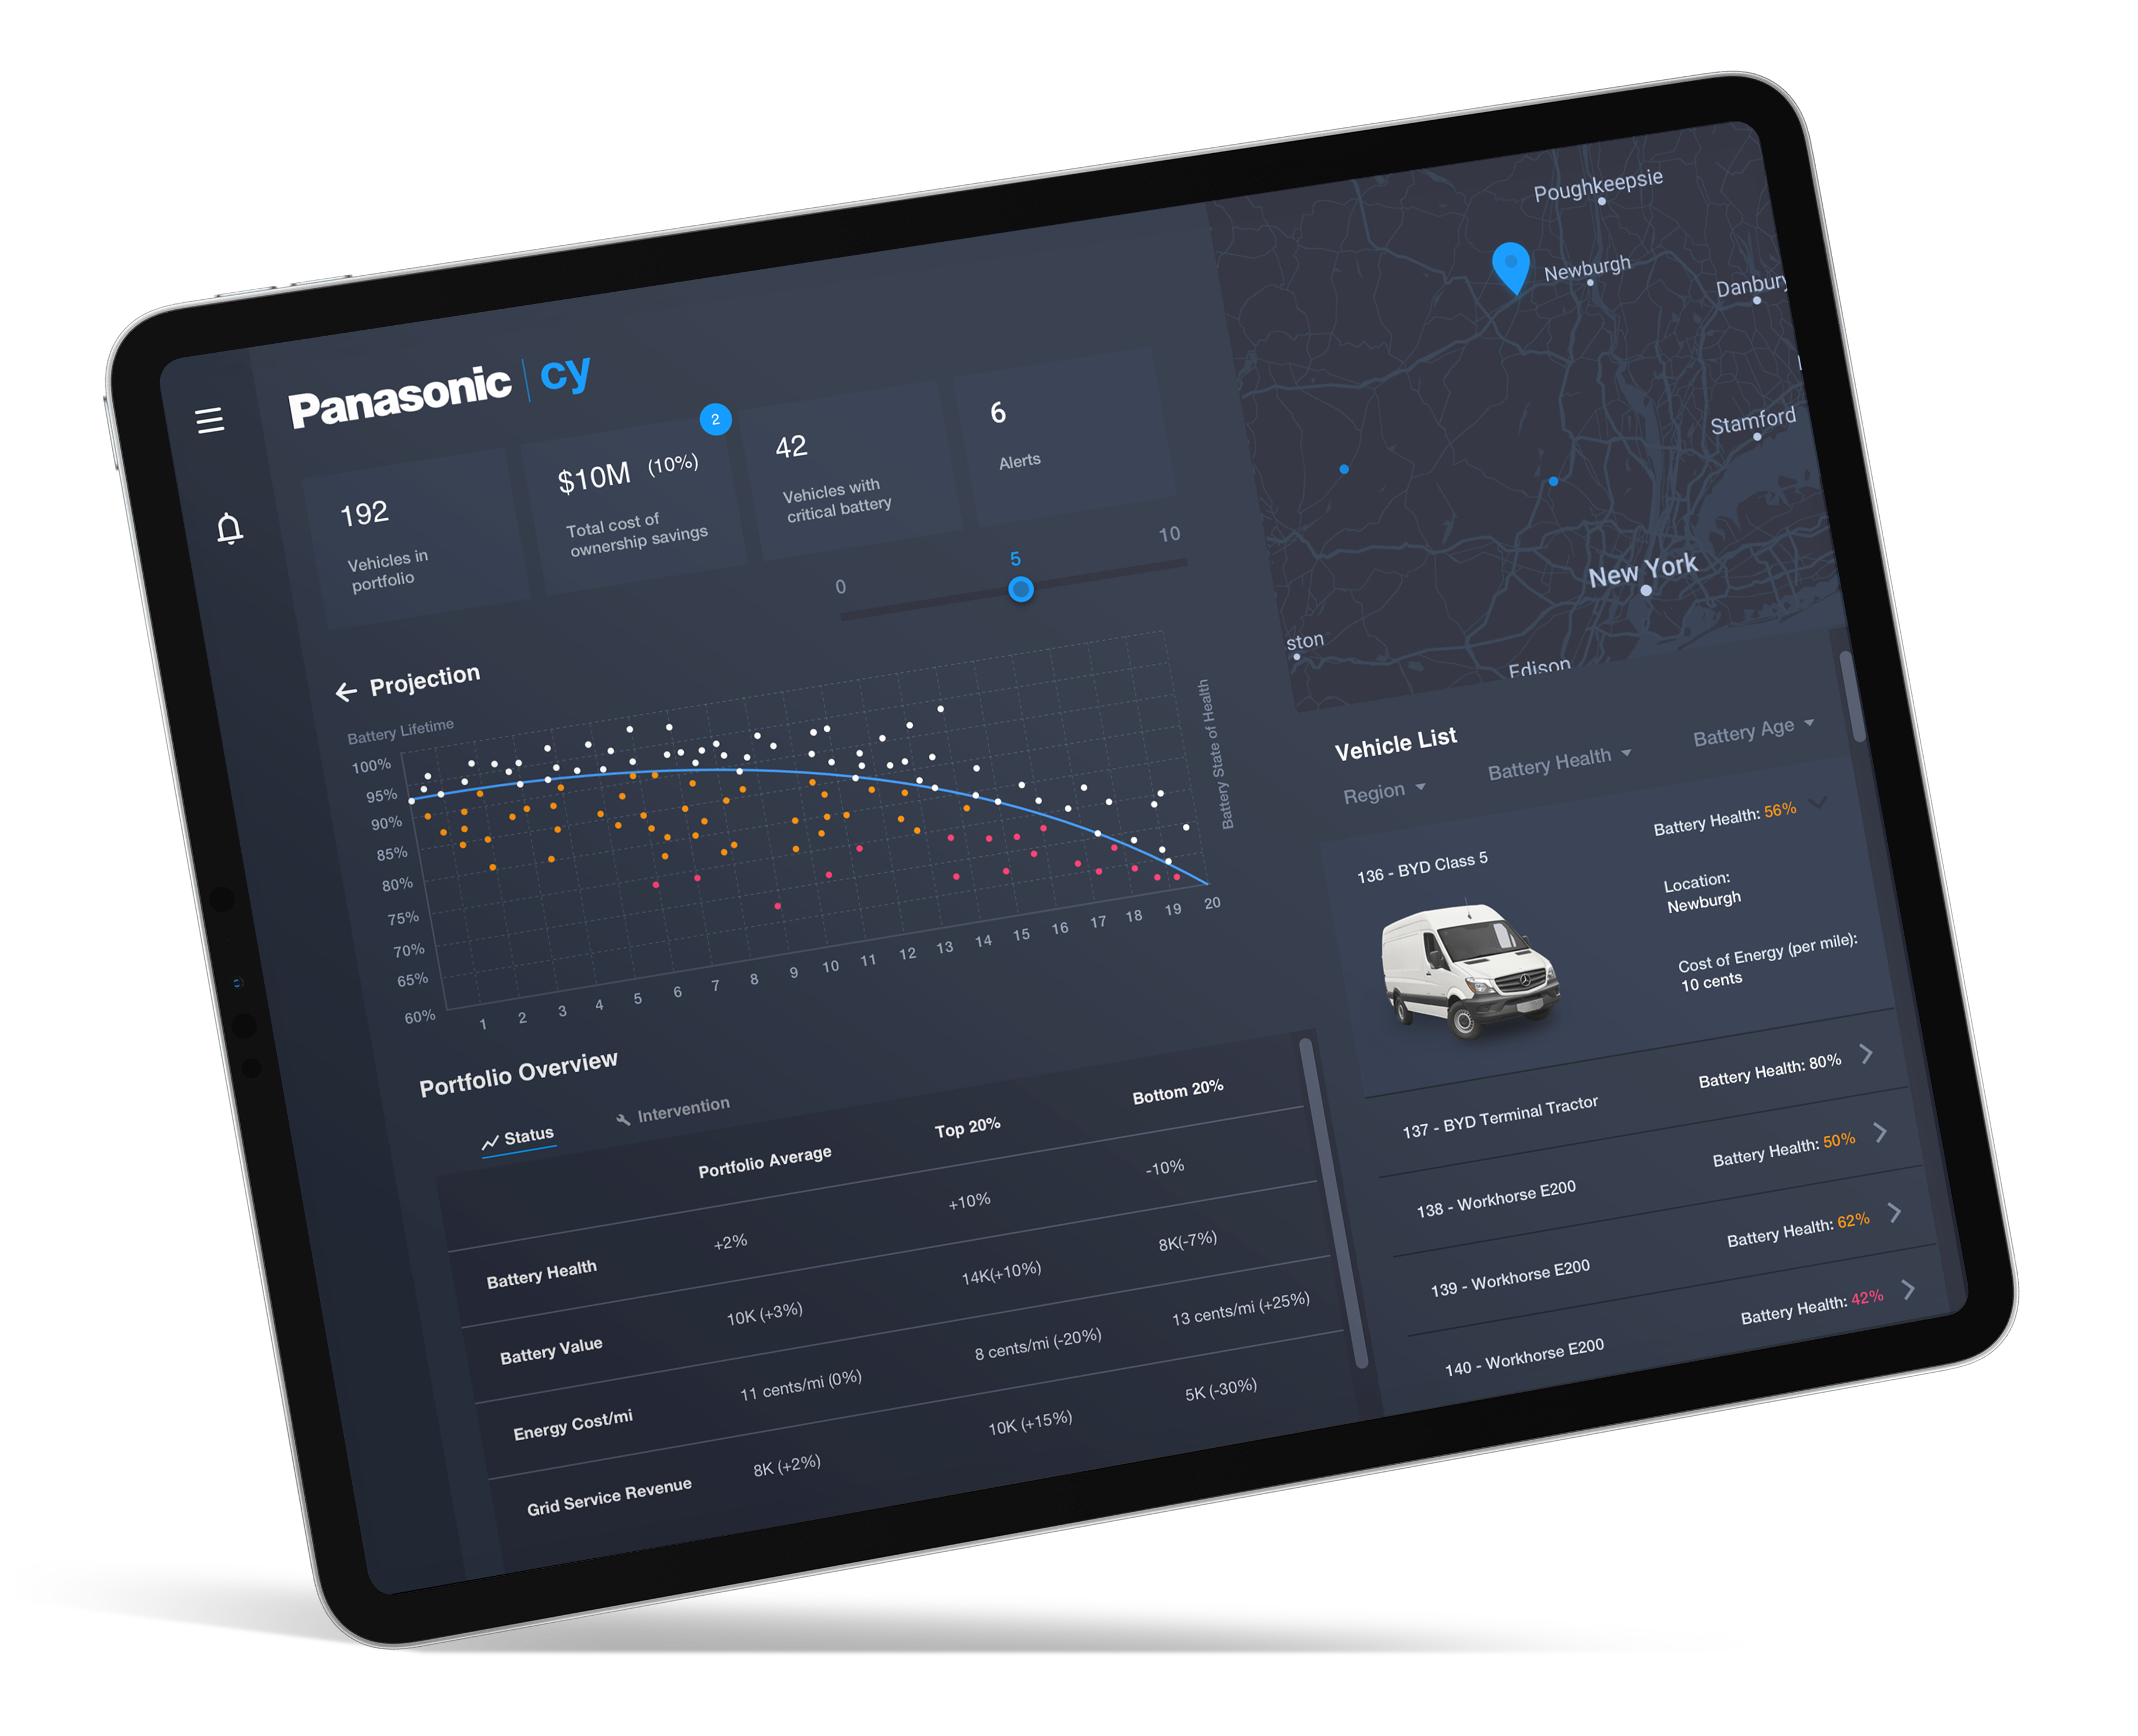 Panasonic | cy
192
Vehicles in
portfolio
2
$10M (10%)
Total cost of
ownership savings
42
Vehicles with
critical battery
6
Alerts
0
5
10
Projection
Battery Lifetime
100%
95%
90%
85%
80%
75%
70%
65%
60%
1 2 3 4 5 6 7 8 9 10 11 12 13 14 15 16 17 18 19 20
Battery State of Health
Portfolio Overview
Status
Intervention
Portfolio Average Top 20% Bottom 20%
Battery Health +2% +10% -10%
Battery Value 10K (+3%) 14K(+10%) 8K(-7%)
Energy Cost/mi 11 cents/mi (0%) 8 cents/mi (-20%) 13 cents/mi (+25%)
Grid Service Revenue 8K (+2%) 10K (+15%) 5K (-30%)
Poughkeepsie
Newburgh
Danbury
Stamford
New York
ston
Edison
Vehicle List
Region
Battery Health
Battery Age
136 - BYD Class 5
Battery Health: 56%
Location:
Newburgh
Cost of Energy (per mile):
10 cents
137 - BYD Terminal Tractor
Battery Health: 80%
138 - Workhorse E200
Battery Health: 50%
139 - Workhorse E200
Battery Health: 62%
140 - Workhorse E200
Battery Health: 42%